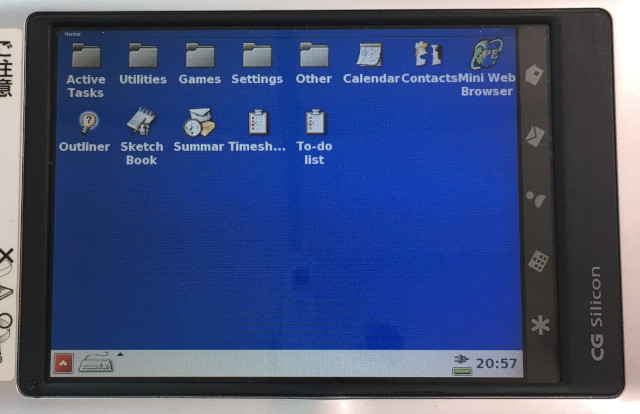 ご注意
Home
Active Tasks
Utilities
Games
Settings
Other
Calendar
Contacts
Mini Web Browser
Outliner
Sketch Book
Summar
Timesh...
To-do list
20:57
CG Silicon